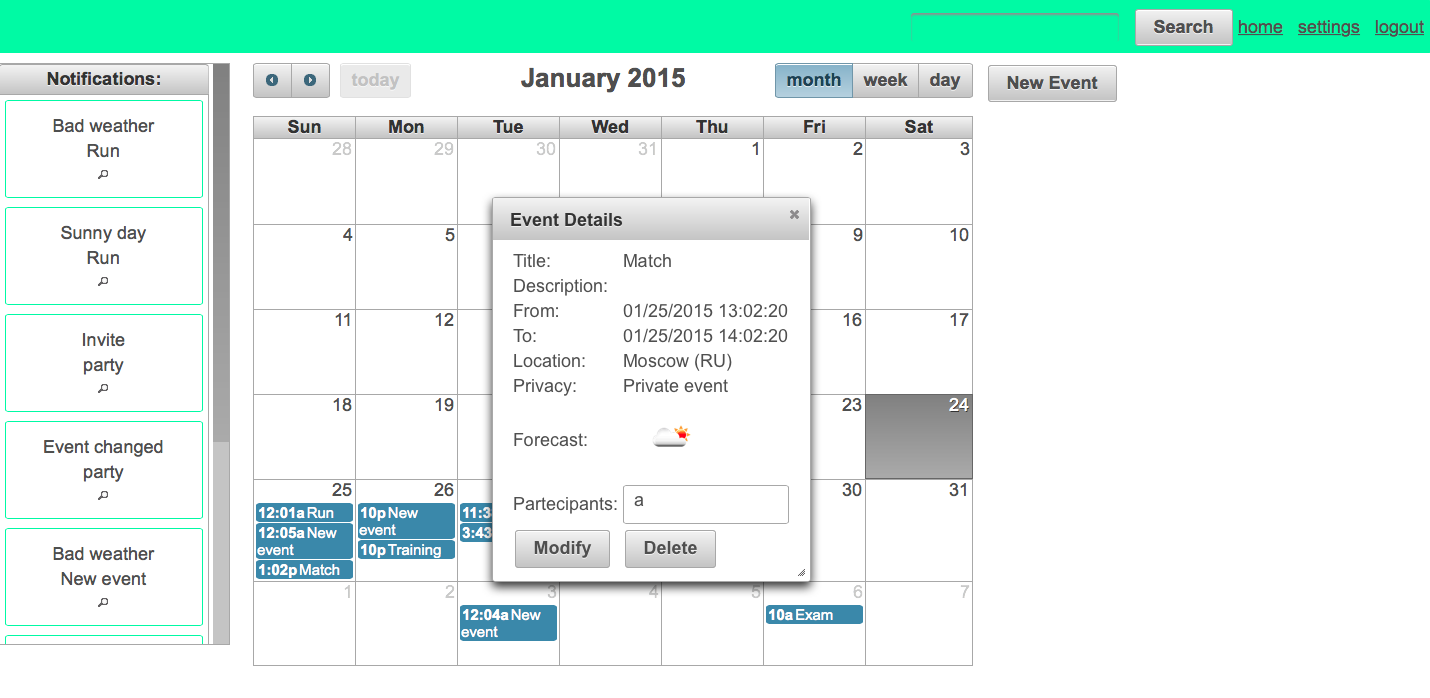 Search home settings logout
Notifications:
Bad weather
Run
Sunny day
Run
Invite
party
Event changed
party
Bad weather
New event
today
January 2015
month week day
New Event
Sun Mon Tue Wed Thu Fri Sat
28 29 30 31 1 2 3
4 5 9 10
11 12 16 17
18 19 23 24
25 26 30 31
12:01a Run
12:05a New
event
1:02p Match
10p New
event
10p Training
11:3
3:43
1 2 3 4 5 6 7
12:04a New
event
10a Exam
Event Details
Title: Match
Description:
From: 01/25/2015 13:02:20
To: 01/25/2015 14:02:20
Location: Moscow (RU)
Privacy: Private event
Forecast:
Partecipants: a
Modify Delete